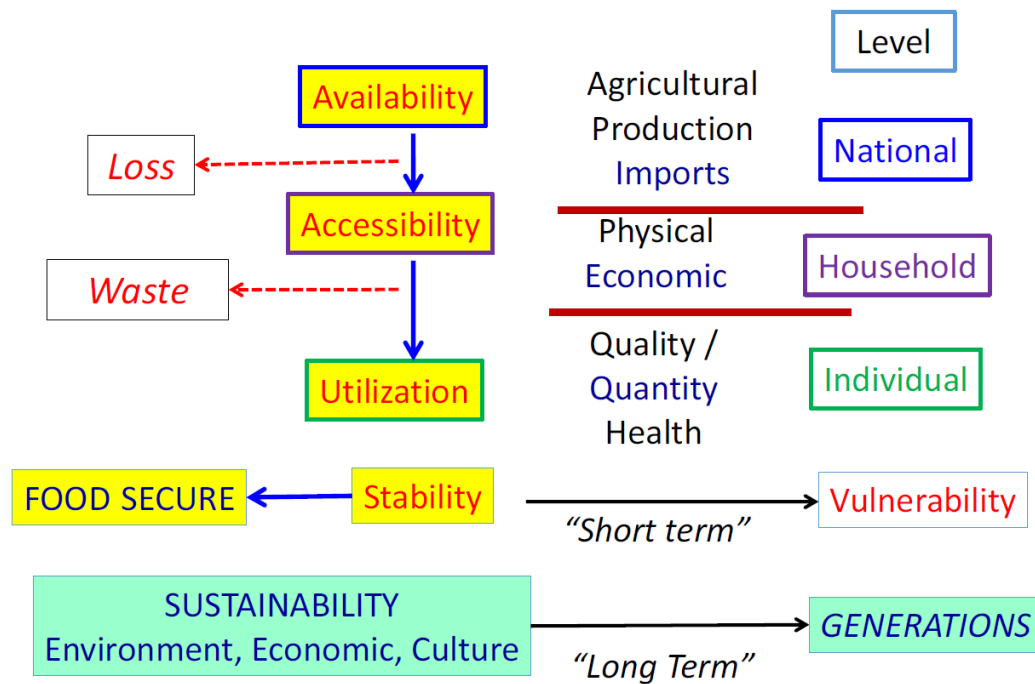 Level
Availability
Agricultural
Production
Imports
National
Loss
Accessibility
Physical
Economic
Household
Waste
Utilization
Quality /
Quantity
Health
Individual
FOOD SECURE
Stability
"Short term"
Vulnerability
SUSTAINABILITY
Environment, Economic, Culture
"Long Term"
GENERATIONS